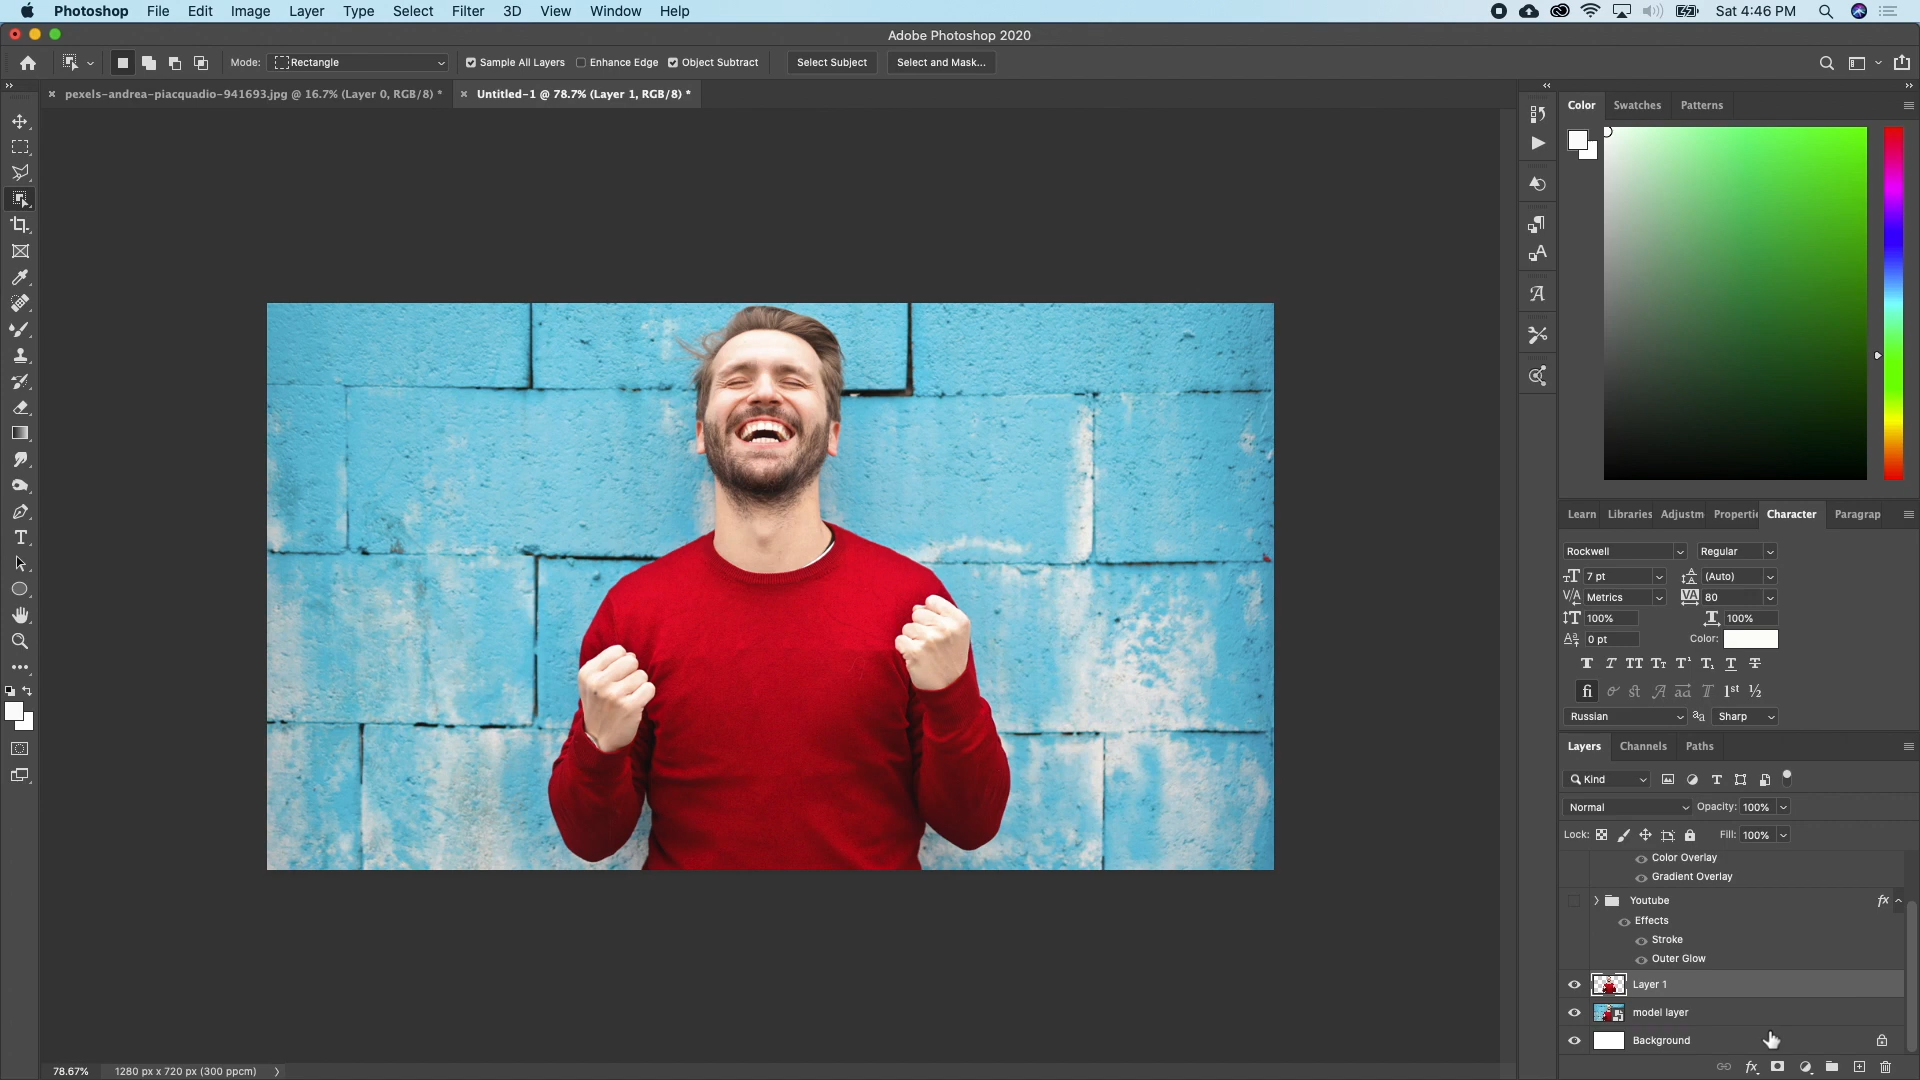 Photoshop File Edit Image Layer Type Select Filter 3D View Window Help Sat 4:46 PM
Adobe Photoshop 2020
Mode: Rectangle Sample All Layers Enhance Edge Object Subtract Select Subject Select and Mask...
pexels-andrea-piacquadio-941693.jpg @ 16.7% (Layer 0, RGB/8) * Untitled-1 @ 78.7% (Layer 1, RGB/8) *
Color Swatches Patterns
Learn Libraries Adjustm Properti Character Paragrap
Rockwell Regular
7 pt (Auto)
Metrics 80
100% 100%
0 pt Color:
Russian Sharp
Layers Channels Paths
Kind
Normal Opacity: 100%
Lock: Fill: 100%
Color Overlay
Gradient Overlay
Youtube fx
Effects
Stroke
Outer Glow
Layer 1
model layer
Background
78.67% 1280 px x 720 px (300 ppcm)